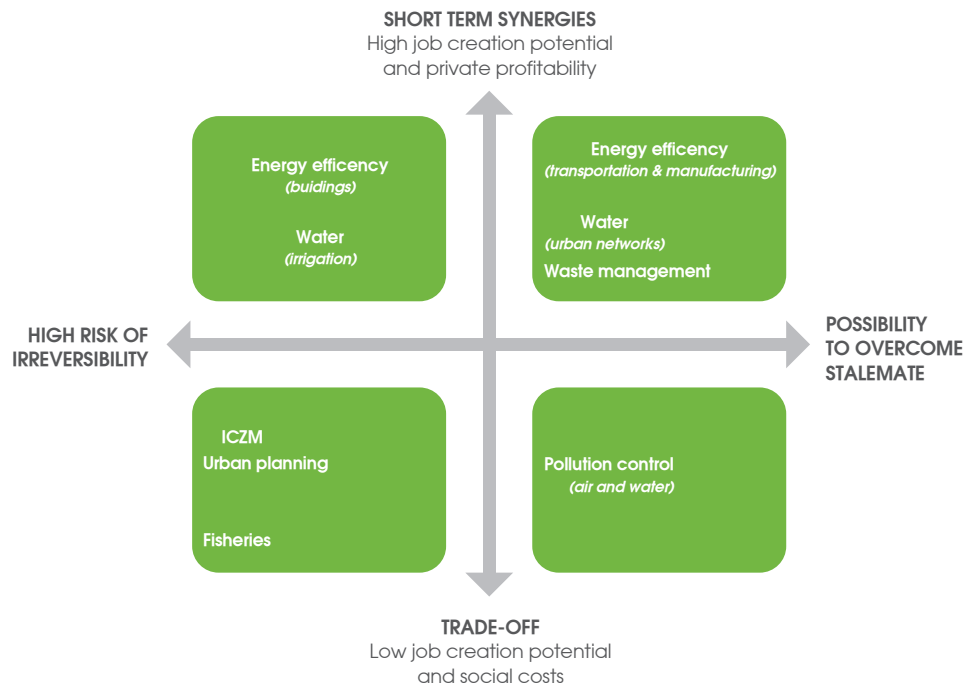 SHORT TERM SYNERGIES
High job creation potential
and private profitability
Energy efficency
(buidings)
Water
(irrigation)
Energy efficency
(transportation & manufacturing)
Water
(urban networks)
Waste management
HIGH RISK OF
IRREVERSIBILITY
POSSIBILITY
TO OVERCOME
STALEMATE
ICZM
Urban planning
Fisheries
Pollution control
(air and water)
TRADE-OFF
Low job creation potential
and social costs